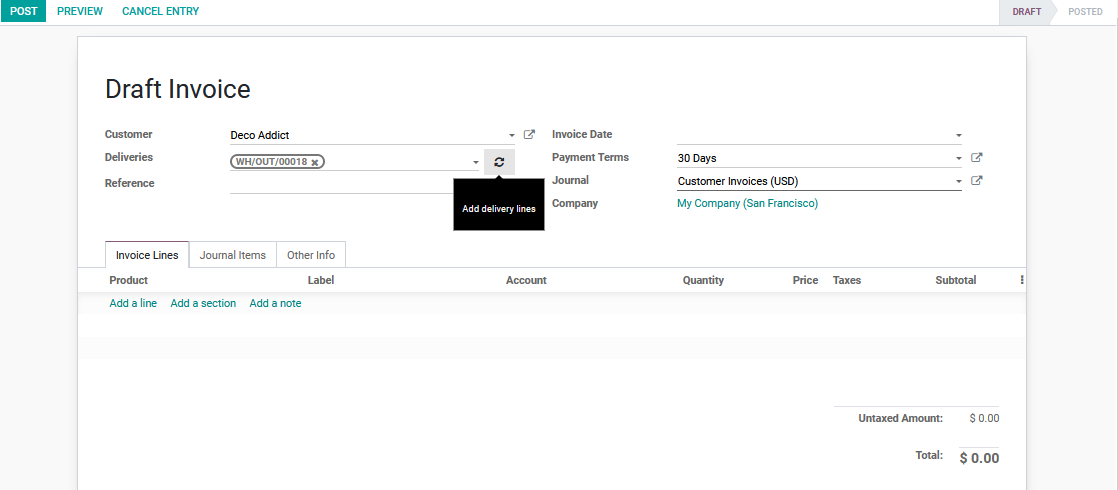 POST PREVIEW CANCEL ENTRY DRAFT POSTED
Draft Invoice
Customer Deco Addict Invoice Date
Deliveries WH/OUT/00018 Payment Terms 30 Days
Reference Journal Customer Invoices (USD)
Add delivery lines Company My Company (San Francisco)
Invoice Lines Journal Items Other Info
Product Label Account Quantity Price Taxes Subtotal
Add a line Add a section Add a note
Untaxed Amount: $ 0.00
Total: $ 0.00